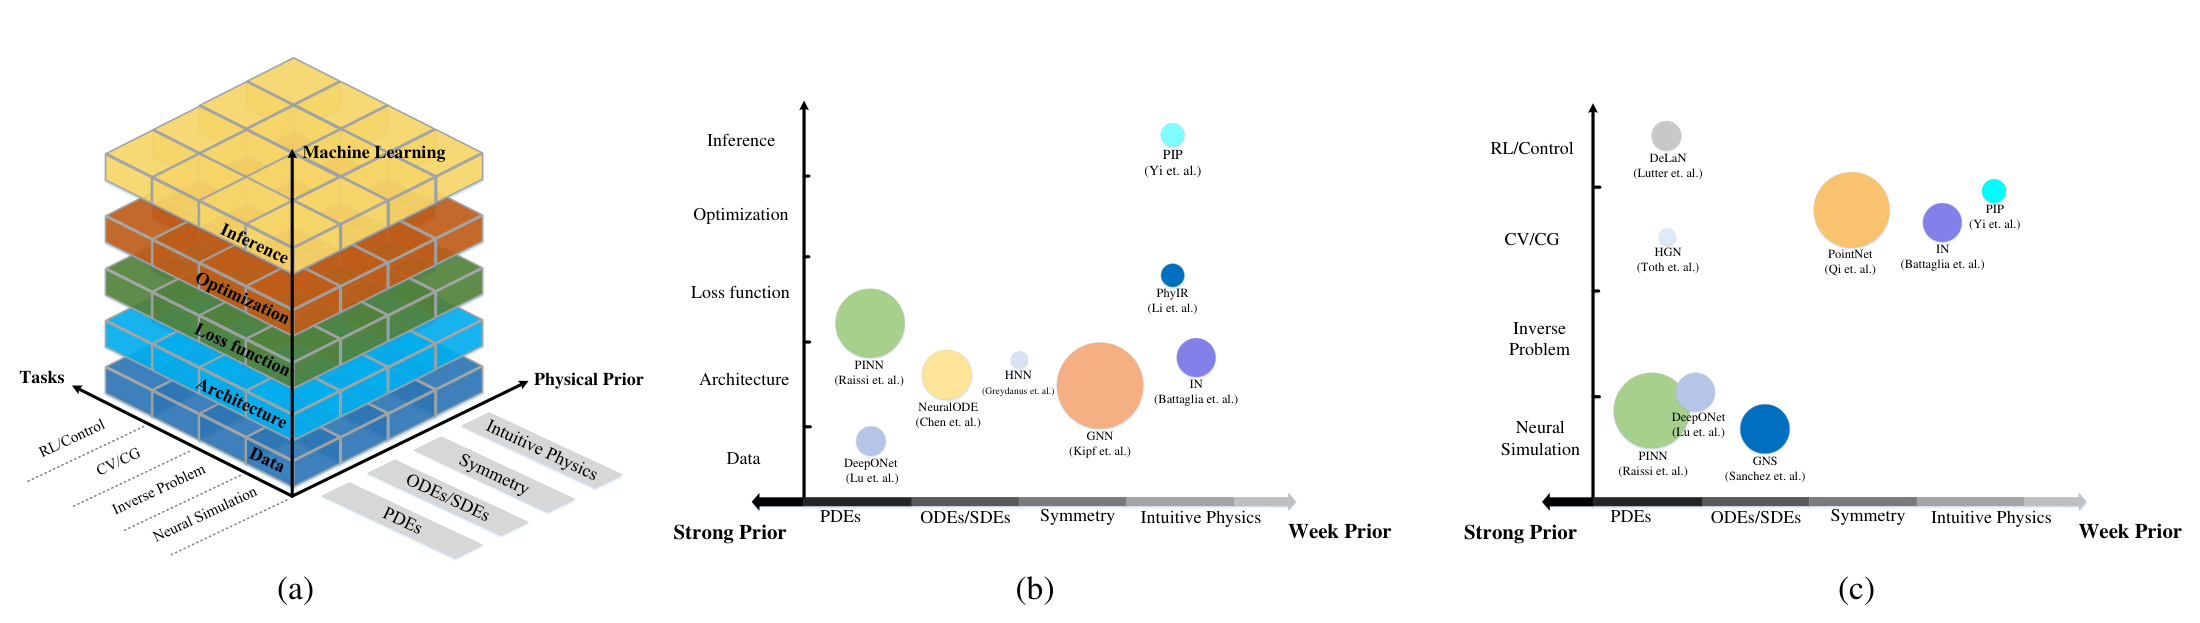 Machine Learning
Inference
Optimization
Loss function
Architecture
Data
Tasks
Physical Prior
RL/Control
CV/CG
Inverse Problem
Neural Simulation
Intuitive Physics
Symmetry
ODEs/SDEs
PDEs
(a)
Inference
Optimization
Loss function
Architecture
Data
PIP
(Yi et. al.)
PhyIR
(Li et. al.)
PINN
(Raissi et. al.)
NeuralODE
(Chen et. al.)
HNN
(Greydanus et. al.)
GNN
(Kipf et. al.)
IN
(Battaglia et. al.)
DeepONet
(Lu et. al.)
PDEs
ODEs/SDEs
Symmetry
Intuitive Physics
Strong Prior
Week Prior
(b)
RL/Control
CV/CG
Inverse
Problem
Neural
Simulation
DeLaN
(Lutter et. al.)
HGN
(Toth et. al.)
PointNet
(Qi et. al.)
IN
(Battaglia et. al.)
PIP
(Yi et. al.)
DeepONet
(Lu et. al.)
PINN
(Raissi et. al.)
GNS
(Sanchez et. al.)
PDEs
ODEs/SDEs
Symmetry
Intuitive Physics
Strong Prior
Week Prior
(c)